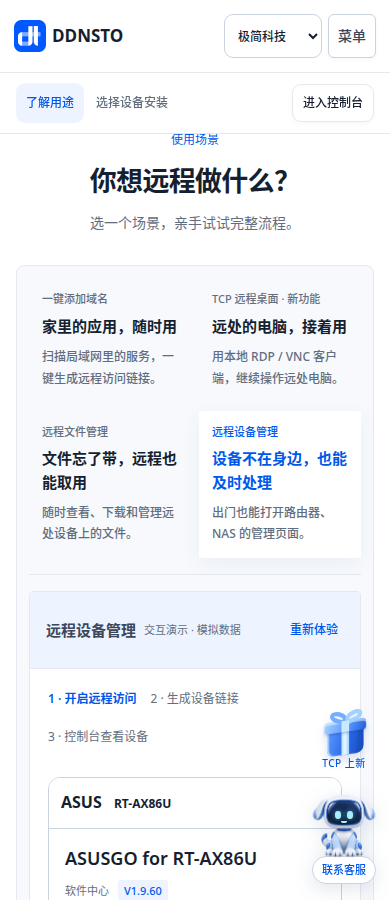 DDNSTO
极简科技
菜单
了解用途
选择设备安装
进入控制台
使用场景
你想远程做什么？
选一个场景，亲手试试完整流程。
一键添加域名
家里的应用，随时用
扫描局域网里的服务，一
键生成远程访问链接。
TCP 远程桌面 · 新功能
远处的电脑，接着用
用本地 RDP / VNC 客户
端，继续操作远处电脑。
远程文件管理
文件忘了带，远程也
能取用
随时查看、下载和管理远
处设备上的文件。
远程设备管理
设备不在身边，也能
及时处理
出门也能打开路由器、
NAS 的管理页面。
远程设备管理
交互演示 · 模拟数据
重新体验
1 · 开启远程访问
2 · 生成设备链接
3 · 控制台查看设备
TCP 上新
ASUS
RT-AX86U
ASUSGO for RT-AX86U
软件中心
V1.9.60
联系客服